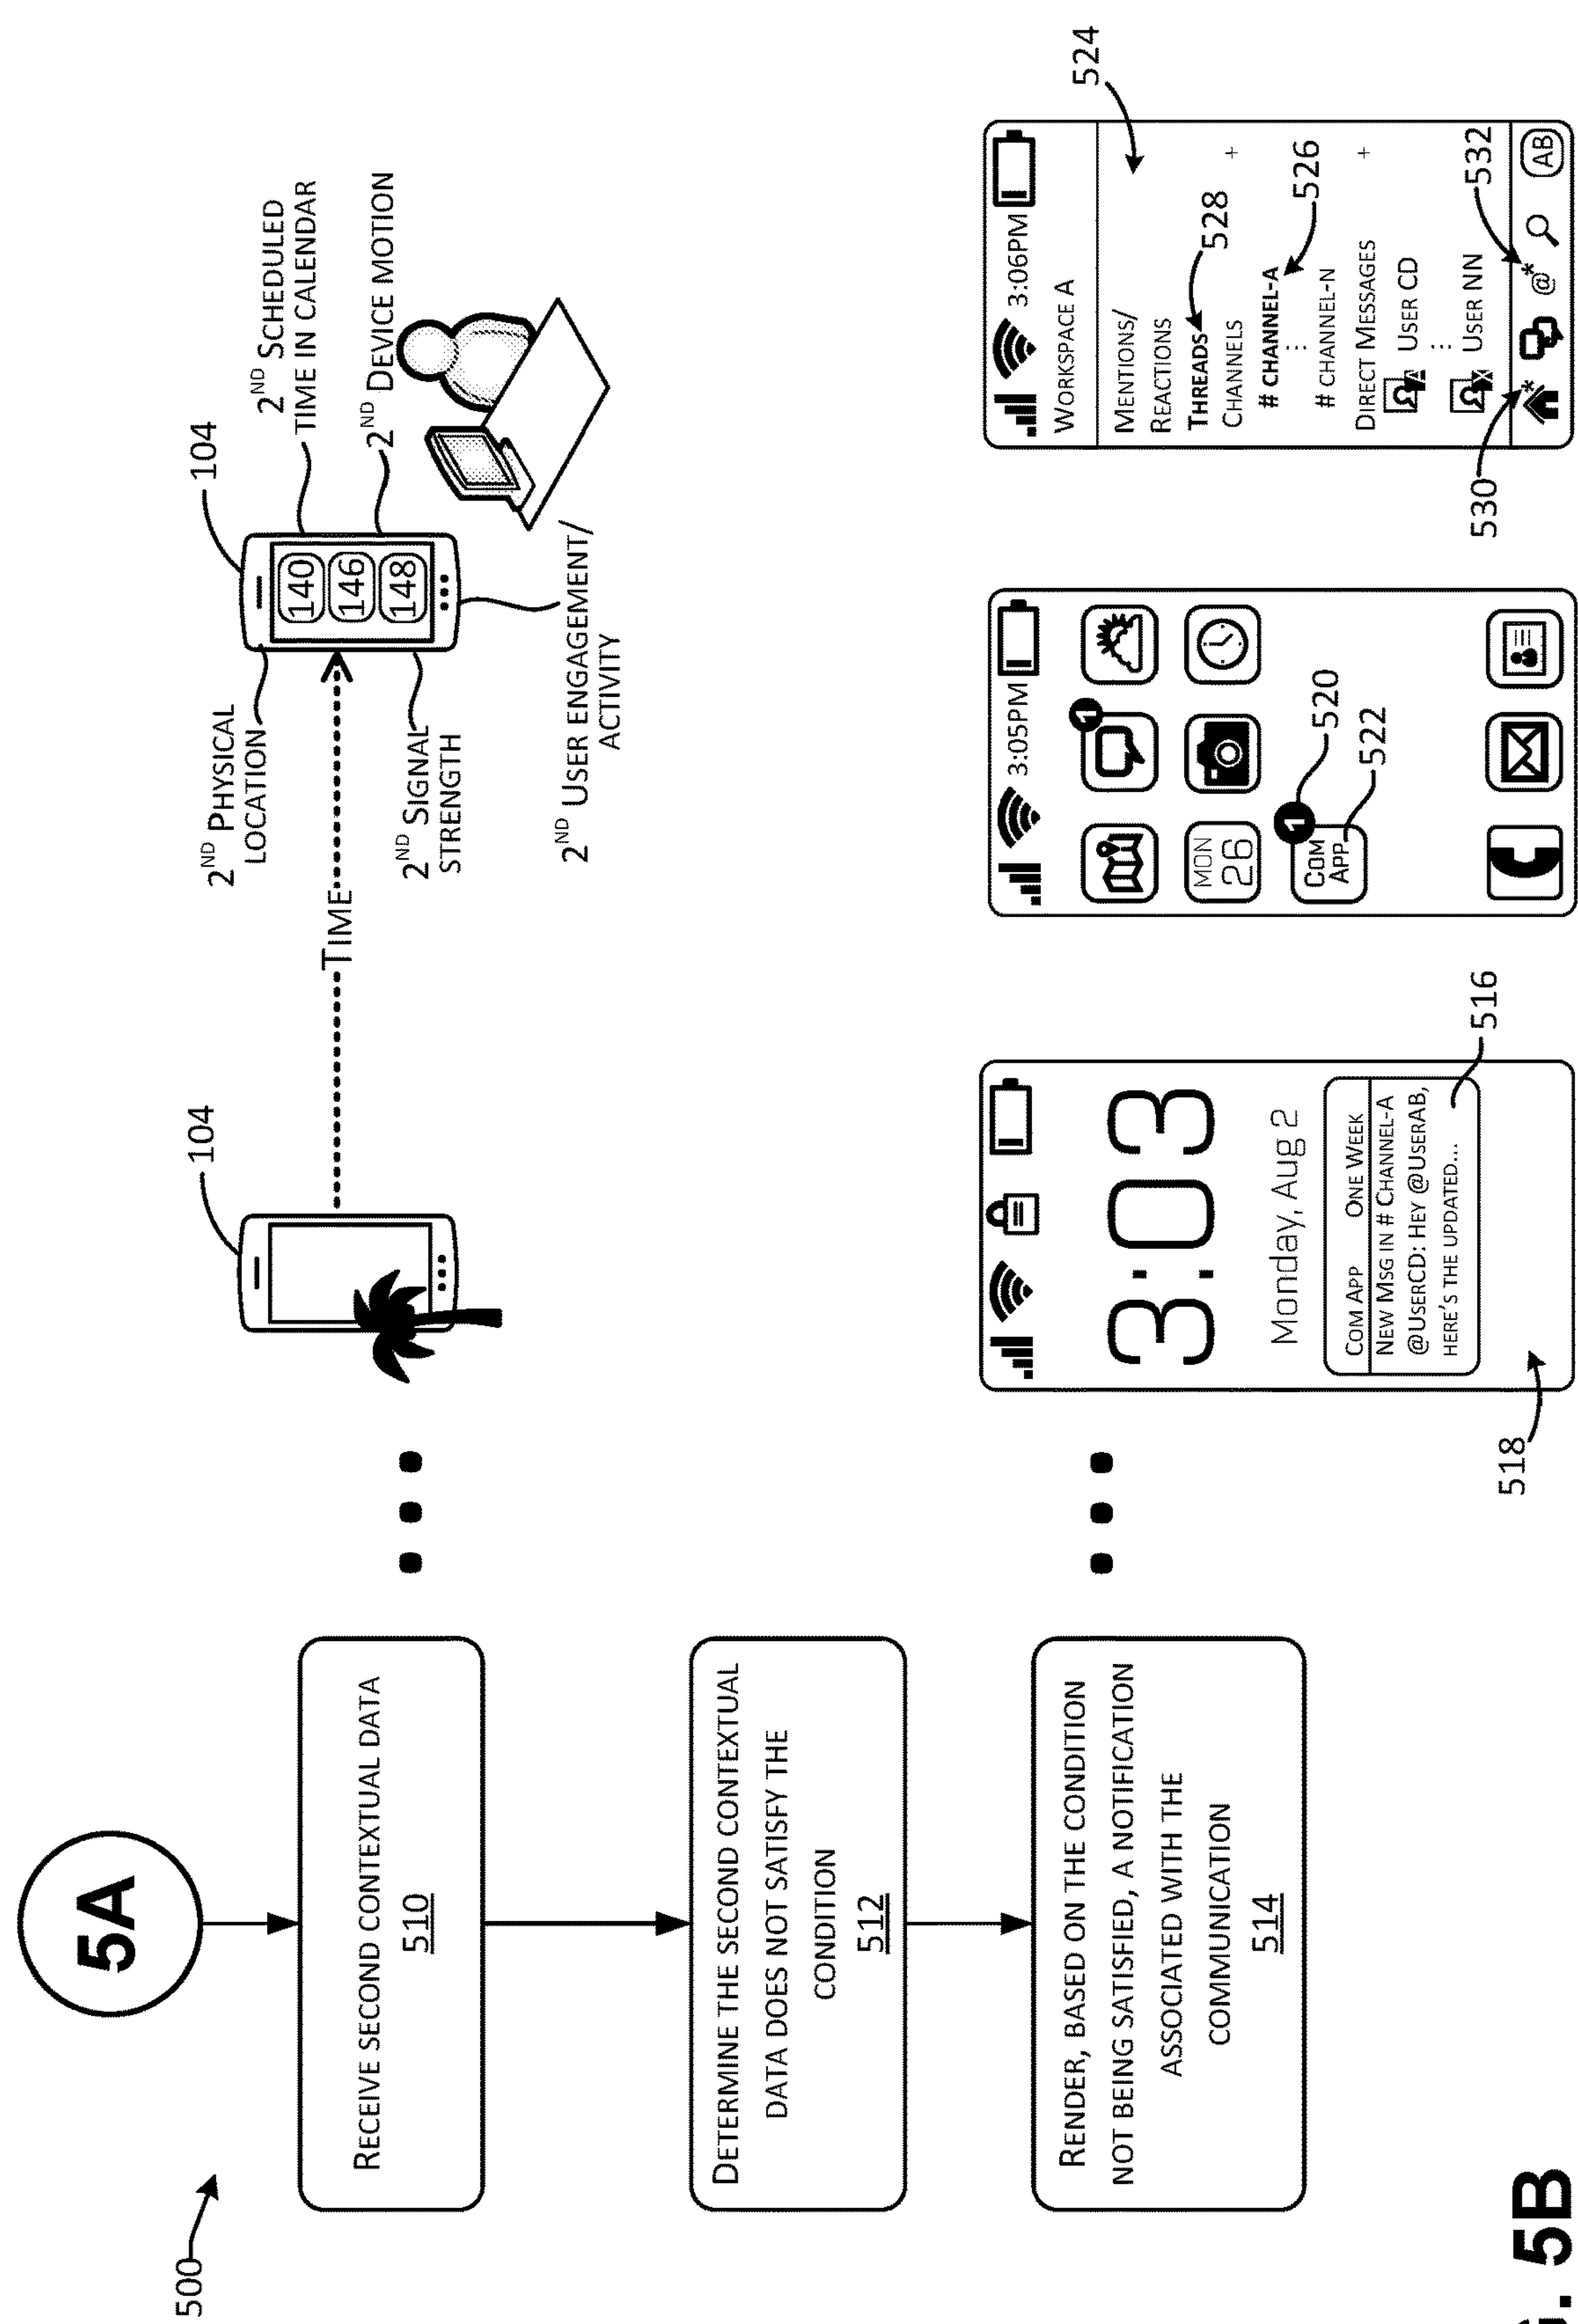 500
5A
RECEIVE SECOND CONTEXTUAL DATA
510
DETERMINE THE SECOND CONTEXTUAL
DATA DOES NOT SATISFY THE
CONDITION
512
RENDER, BASED ON THE CONDITION
NOT BEING SATISFIED, A NOTIFICATION
ASSOCIATED WITH THE
COMMUNICATION
514
104
TIME
104
2ND PHYSICAL
LOCATION
2ND SIGNAL
STRENGTH
140
146
148
2ND SCHEDULED
TIME IN CALENDAR
2ND DEVICE MOTION
2ND USER ENGAGEMENT/
ACTIVITY
3:03
Monday, Aug 2
COM APP ONE WEEK
NEW MSG IN # CHANNEL-A
@USERCD: HEY @USERAB,
HERE'S THE UPDATED...
516
518
3:05PM
1
MON
26
1
COM
APP
520
522
3:06PM
WORKSPACE A
MENTIONS/
REACTIONS
THREADS
CHANNELS +
# CHANNEL-A
# CHANNEL-N
DIRECT MESSAGES +
USER CD
USER NN
@*
AB
*
524
526
528
530
532
. 5B